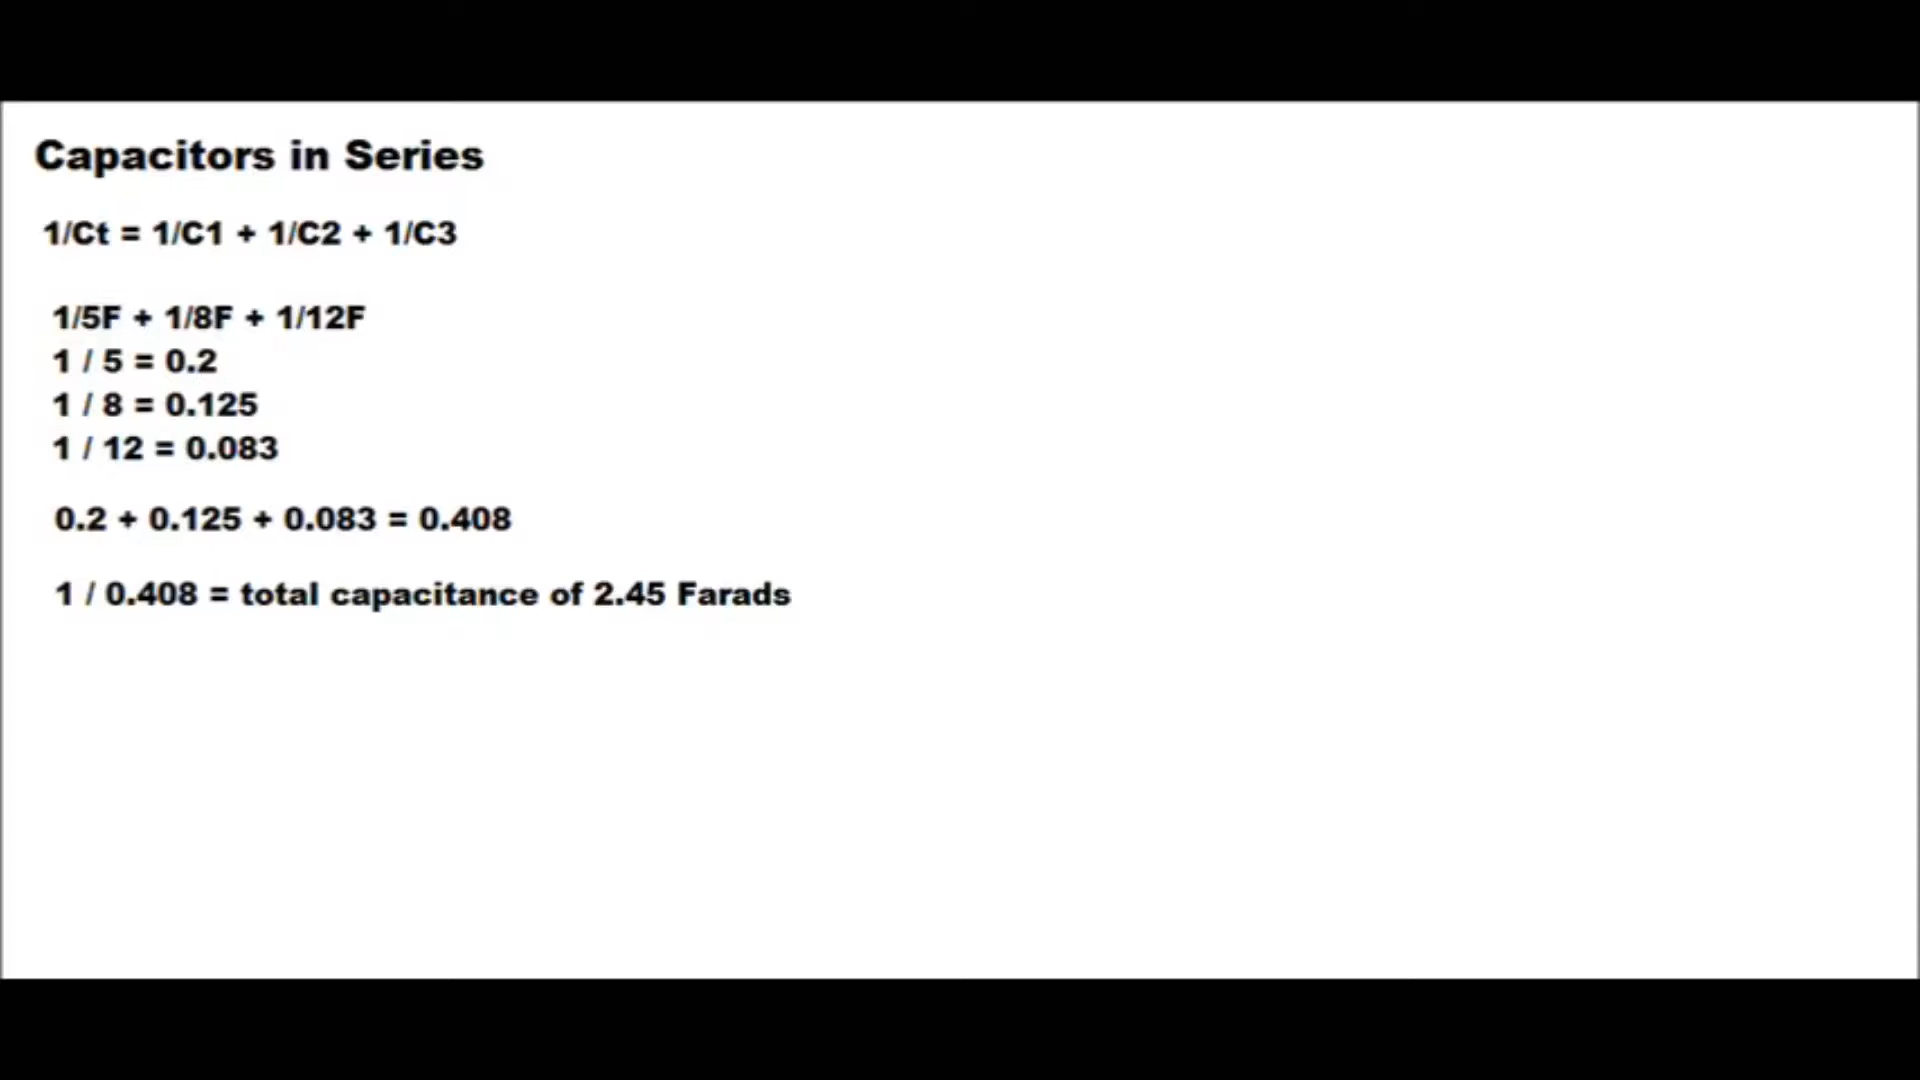 Capacitors in Series
1/Ct = 1/C1 + 1/C2 + 1/C3
1/5F + 1/8F + 1/12F
1 / 5 = 0.2
1 / 8 = 0.125
1 / 12 = 0.083
0.2 + 0.125 + 0.083 = 0.408
1 / 0.408 = total capacitance of 2.45 Farads